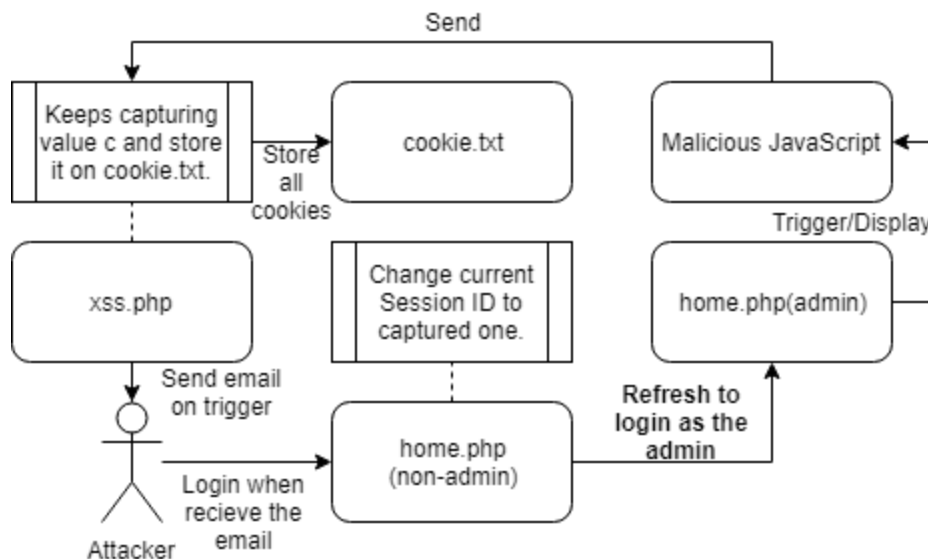 Send
Keeps capturing
value c and store
it on cookie.txt.
Store
all
cookies
cookie.txt
Malicious JavaScript
Trigger/Display
xss.php
Change current
Session ID to
captured one.
home.php(admin)
Send email
on trigger
Refresh to
login as the
admin
home.php
(non-admin)
Login when
recieve the
email
Attacker